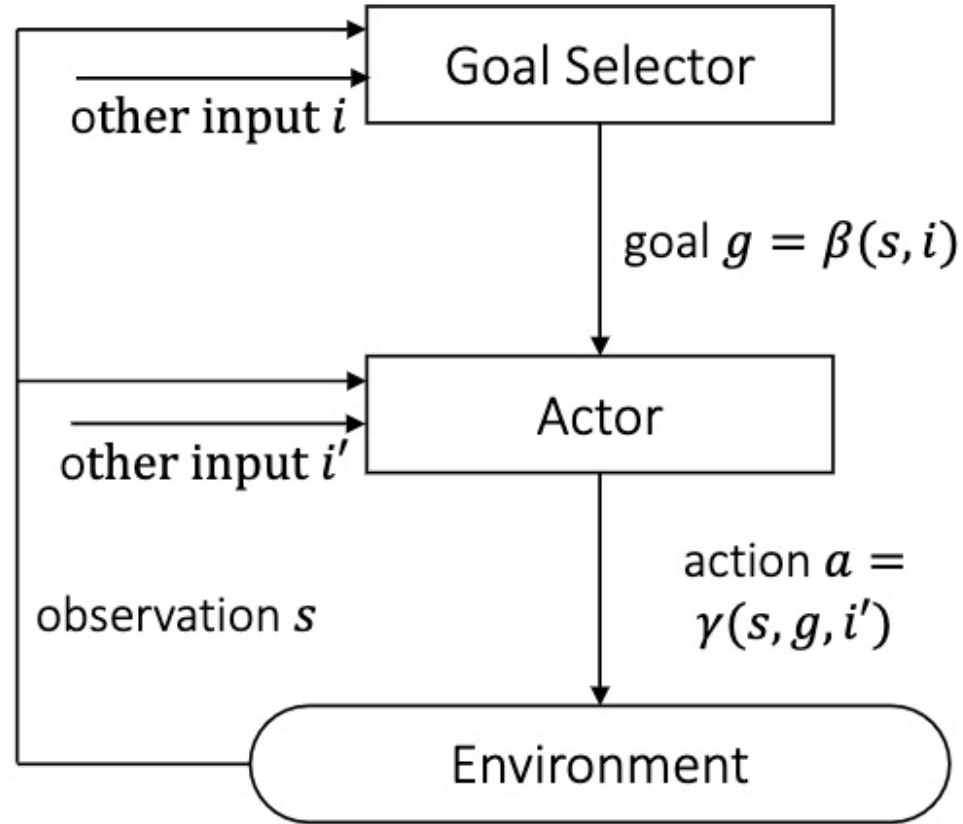 Goal Selector
other input i
goal g = β(s, i)
Actor
other input i′
action a =
γ(s, g, i′)
observation s
Environment